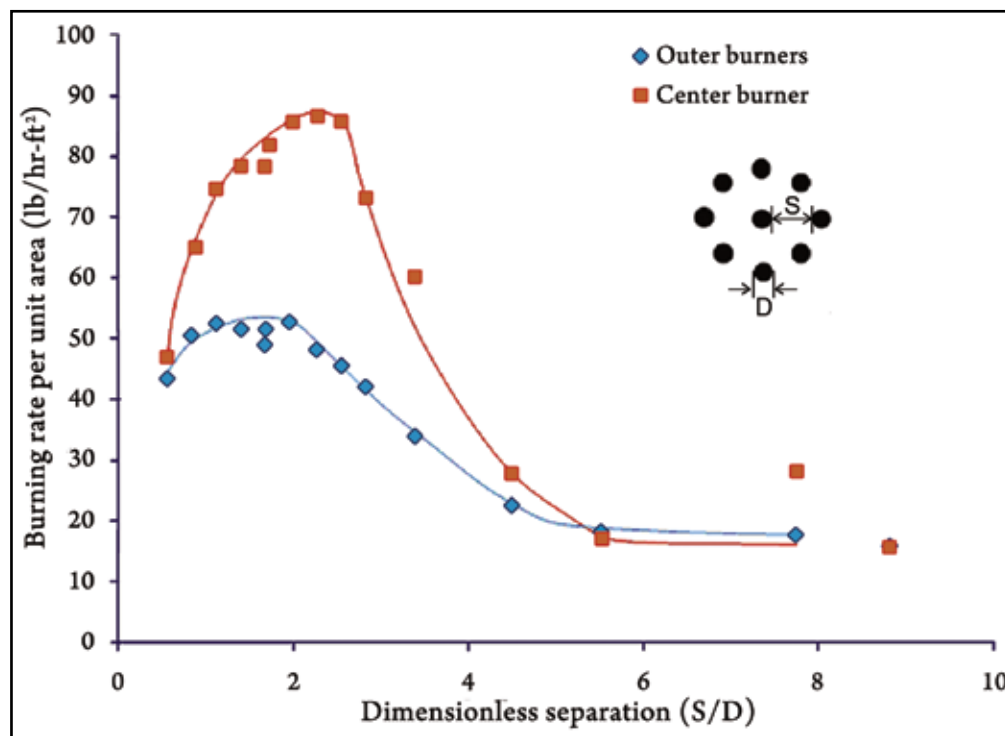 100
90
80
70
60
50
40
30
20
10
0
Burning rate per unit area (lb/hr-ft²)
Outer burners
Center burner
S
D
0 2 4 6 8 10
Dimensionless separation (S/D)